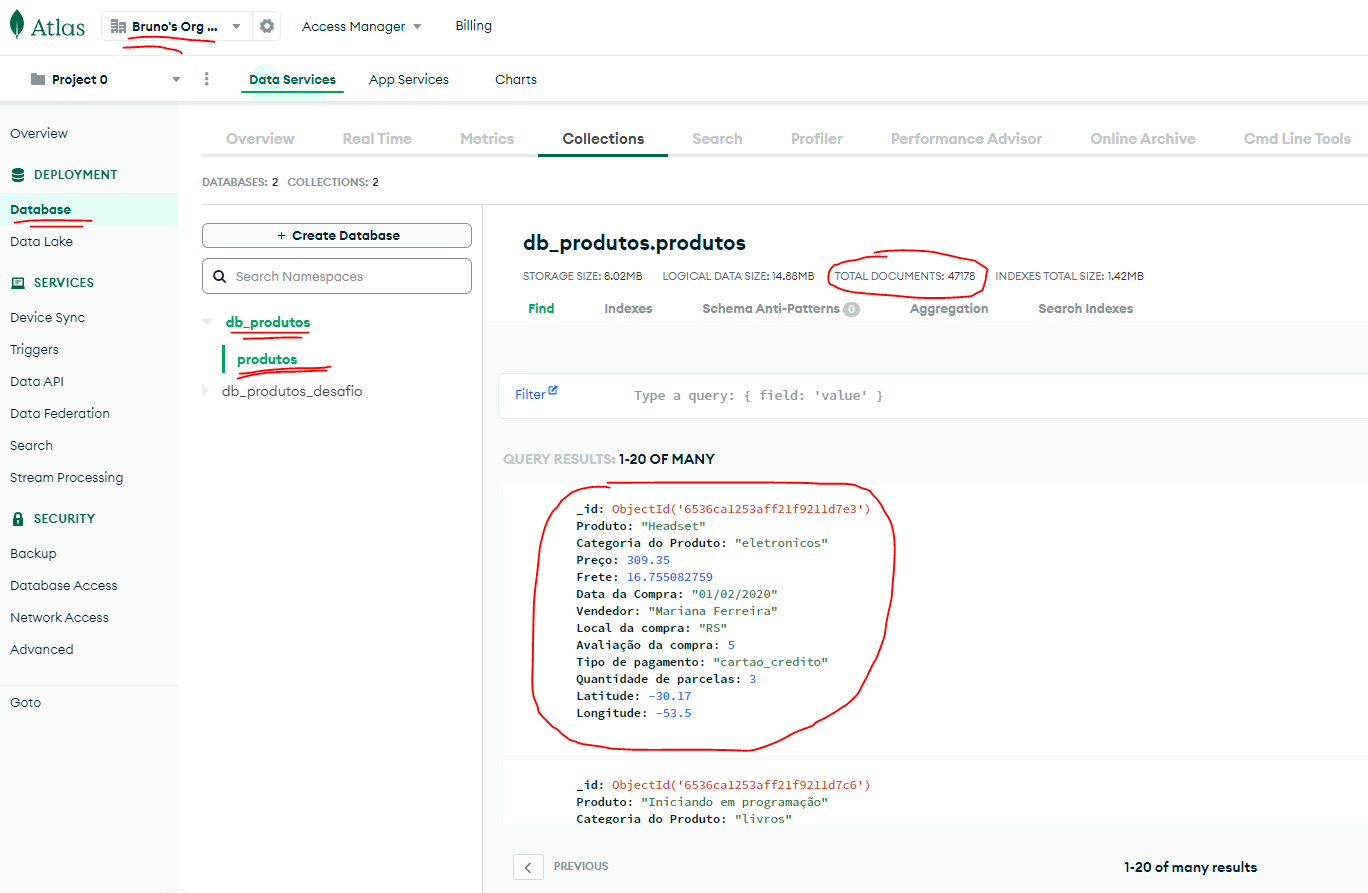 Atlas
Bruno's Org ...
Access Manager
Billing
Project 0
Data Services
App Services
Charts
Overview
DEPLOYMENT
Database
Data Lake
SERVICES
Device Sync
Triggers
Data API
Data Federation
Search
Stream Processing
SECURITY
Backup
Database Access
Network Access
Advanced
Goto
Overview
Real Time
Metrics
Collections
Search
Profiler
Performance Advisor
Online Archive
Cmd Line Tools
DATABASES: 2 COLLECTIONS: 2
+ Create Database
Search Namespaces
db_produtos
produtos
db_produtos_desafio
db_produtos.produtos
STORAGE SIZE: 8.02MB LOGICAL DATA SIZE: 14.88MB TOTAL DOCUMENTS: 47178 INDEXES TOTAL SIZE: 1.42MB
Find
Indexes
Schema Anti-Patterns 0
Aggregation
Search Indexes
Filter
Type a query: { field: 'value' }
QUERY RESULTS: 1-20 OF MANY
_id: ObjectId('6536ca1253aff21f9211d7e3')
Produto: "Headset"
Categoria do Produto: "eletronicos"
Preço: 309.35
Frete: 16.755082759
Data da Compra: "01/02/2020"
Vendedor: "Mariana Ferreira"
Local da compra: "RS"
Avaliação da compra: 5
Tipo de pagamento: "cartao_credito"
Quantidade de parcelas: 3
Latitude: -30.17
Longitude: -53.5
_id: ObjectId('6536ca1253aff21f9211d7c6')
Produto: "Iniciando em programação"
Categoria do Produto: "livros"
PREVIOUS
1-20 of many results